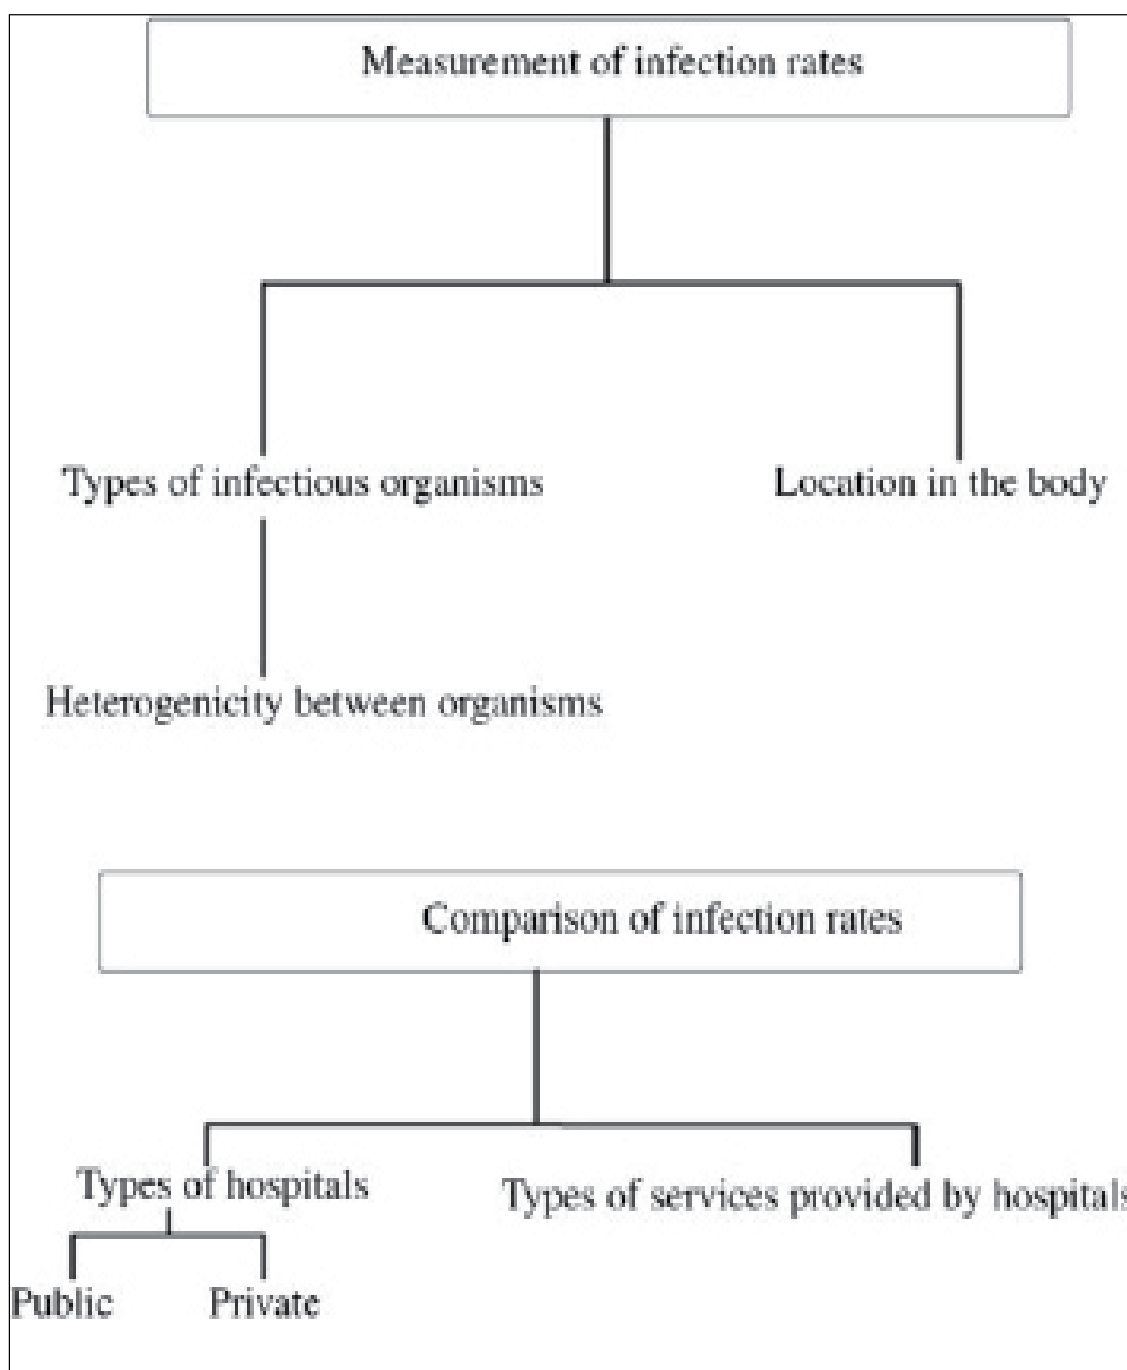 Measurement of infection rates
Types of infectious organisms
Location in the body
Heterogenicity between organisms
Comparison of infection rates
Types of hospitals
Types of services provided by hospitals
Public
Private